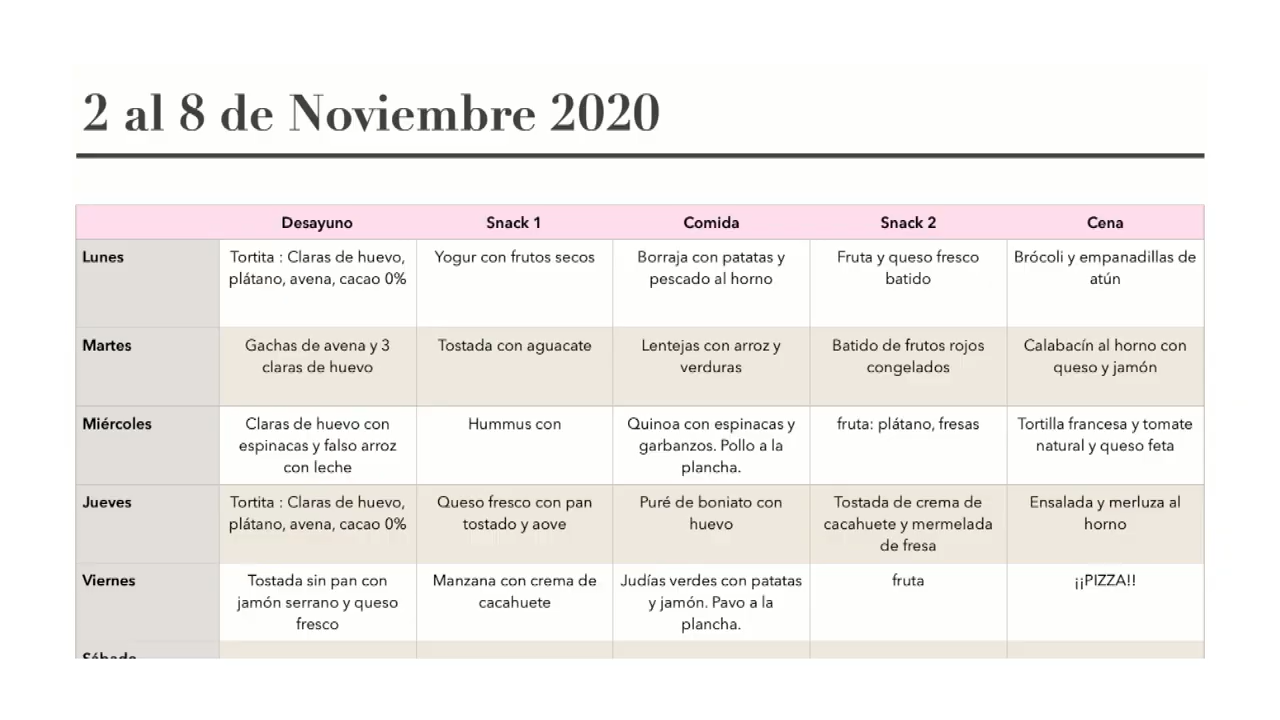 2 al 8 de Noviembre 2020
Desayuno Snack 1 Comida Snack 2 Cena
Lunes
Tortita : Claras de huevo,
plátano, avena, cacao 0%
Yogur con frutos secos
Borraja con patatas y
pescado al horno
Fruta y queso fresco
batido
Brócoli y empanadillas de
atún
Martes
Gachas de avena y 3
claras de huevo
Tostada con aguacate
Lentejas con arroz y
verduras
Batido de frutos rojos
congelados
Calabacín al horno con
queso y jamón
Miércoles
Claras de huevo con
espinacas y falso arroz
con leche
Hummus con
Quinoa con espinacas y
garbanzos. Pollo a la
plancha.
fruta: plátano, fresas
Tortilla francesa y tomate
natural y queso feta
Jueves
Tortita : Claras de huevo,
plátano, avena, cacao 0%
Queso fresco con pan
tostado y aove
Puré de boniato con
huevo
Tostada de crema de
cacahuete y mermelada
de fresa
Ensalada y merluza al
horno
Viernes
Tostada sin pan con
jamón serrano y queso
fresco
Manzana con crema de
cacahuete
Judías verdes con patatas
y jamón. Pavo a la
plancha.
fruta
¡¡PIZZA!!
Sábado